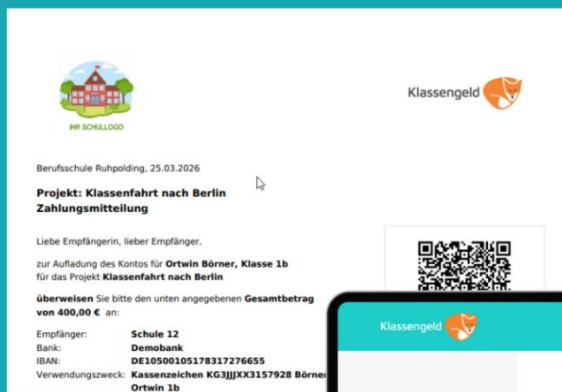 IHR SCHULLOGO
Klassengeld
Berufsschule Ruhpolding, 25.03.2026
Projekt: Klassenfahrt nach Berlin
Zahlungsmitteilung
Liebe Empfängerin, lieber Empfänger,
zur Aufladung des Kontos für Ortwin Börner, Klasse 1b
für das Projekt Klassenfahrt nach Berlin
überweisen Sie bitte den unten angegebenen Gesamtbetrag
von 400,00 € an:
Empfänger: Schule 12
Bank: Demobank
IBAN: DE10500105178317276655
Verwendungszweck: Kassenzeichen KG3JJJXX3157928 Börner
Ortwin 1b
Klassengeld